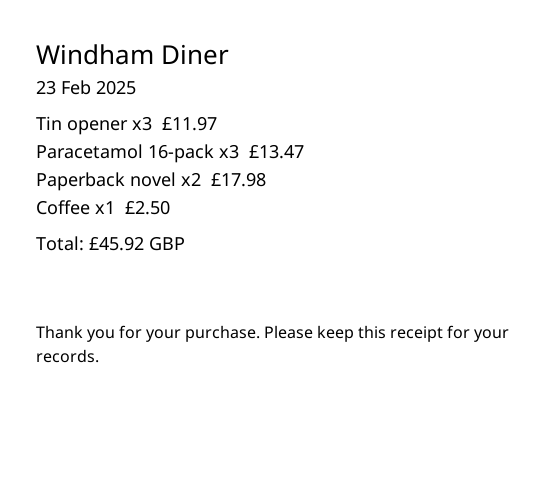 Windham Diner
23 Feb 2025
Tin opener x3  £11.97
Paracetamol 16-pack x3  £13.47
Paperback novel x2  £17.98
Coffee x1  £2.50
Total: £45.92 GBP
Thank you for your purchase. Please keep this receipt for your
records.